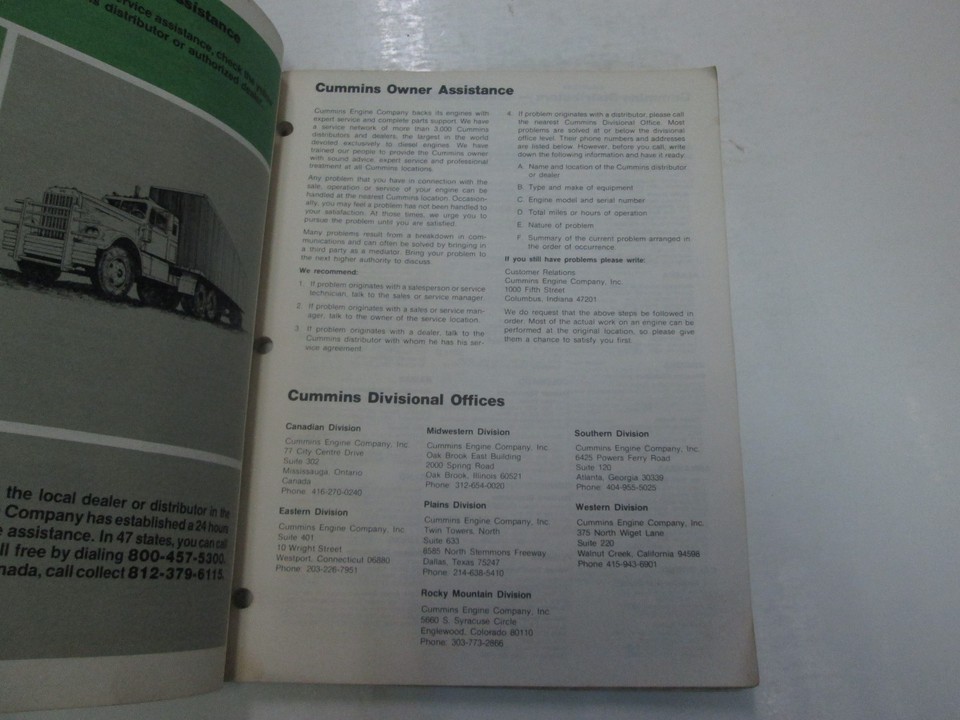 ssistance
service assistance, check the
is distributor or authorized dealer.
the local dealer or distributor in the
Company has established a 24 hours
e assistance. In 47 states, you can call
ll free by dialing 800-457-5300.
nada, call collect 812-379-6115.
Cummins Owner Assistance
Cummins Engine Company backs its engines with
expert service and complete parts support. We have
a service network of more than 3,000 Cummins
distributors and dealers, the largest in the world
devoted exclusively to diesel engines. We have
trained our people to provide the Cummins owner
with sound advice, expert service and professional
treatment at all Cummins locations.
Any problem that you have in connection with the
sale, operation or service of your engine can be
handled at the nearest Cummins location. Occasion-
ally, you may feel a problem has not been handled to
your satisfaction. At those times, we urge you to
pursue the problem until you are satisfied.
Many problems result from a breakdown in com-
munications and can often be solved by bringing in
a third party as a mediator. Bring your problem to
the next higher authority to discuss.
We recommend:
1. If problem originates with a salesperson or service
technician, talk to the sales or service manager.
2. If problem originates with a sales or service man-
ager, talk to the owner of the service location.
3. If problem originates with a dealer, talk to the
Cummins distributor with whom he has his ser-
vice agreement.
4. If problem originates with a distributor, please call
the nearest Cummins Divisional Office. Most
problems are solved at or below the divisional
office level. Their phone numbers and addresses
are listed below. However, before you call, write
down the following information and have it ready:
A. Name and location of the Cummins distributor
or dealer
B. Type and make of equipment
C. Engine model and serial number
D. Total miles or hours of operation
E. Nature of problem
F. Summary of the current problem arranged in
the order of occurrence.
If you still have problems please write:
Customer Relations
Cummins Engine Company, Inc.
1000 Fifth Street
Columbus, Indiana 47201
We do request that the above steps be followed in
order. Most of the actual work on an engine can be
performed at the original location, so please give
them a chance to satisfy you first.
Cummins Divisional Offices
Canadian Division
Cummins Engine Company, Inc.
77 City Centre Drive
Suite 302
Mississauga, Ontario
Canada
Phone: 416-270-0240
Eastern Division
Cummins Engine Company, Inc.
Suite 401
10 Wright Street
Westport, Connecticut 06880
Phone: 203-226-7951
Midwestern Division
Cummins Engine Company, Inc.
Oak Brook East Building
2000 Spring Road
Oak Brook, Illinois 60521
Phone: 312-654-0020
Plains Division
Cummins Engine Company, Inc.
Twin Towers, North
Suite 633
8585 North Stemmons Freeway
Dallas, Texas 75247
Phone: 214-638-5410
Rocky Mountain Division
Cummins Engine Company, Inc.
5660 S. Syracuse Circle
Englewood, Colorado 80110
Phone: 303-773-2866
Southern Division
Cummins Engine Company, Inc.
6425 Powers Ferry Road
Suite 120
Atlanta, Georgia 30339
Phone: 404-955-5025
Western Division
Cummins Engine Company, Inc.
375 North Wiget Lane
Suite 220
Walnut Creek, California 94598
Phone 415-943-6901